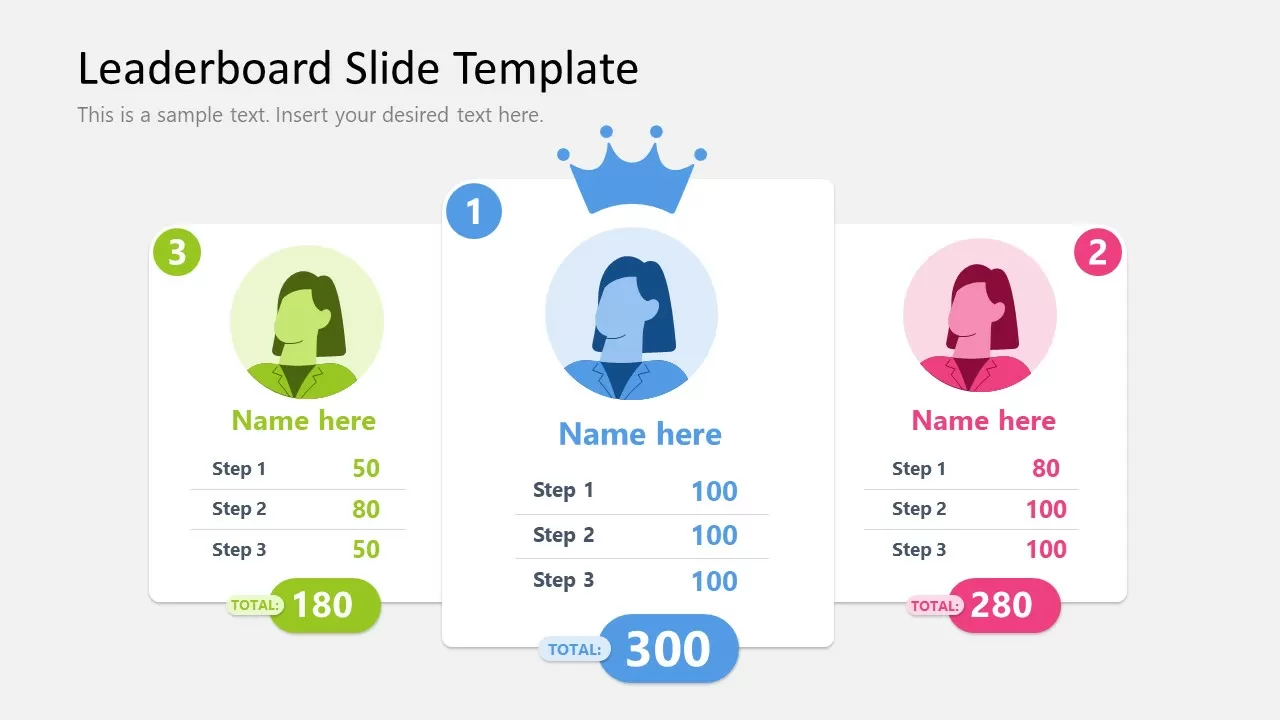 Leaderboard Slide Template
This is a sample text. Insert your desired text here.
3
Name here
Step 1 50
Step 2 80
Step 3 50
TOTAL: 180
1
Name here
Step 1 100
Step 2 100
Step 3 100
TOTAL: 300
2
Name here
Step 1 80
Step 2 100
Step 3 100
TOTAL: 280